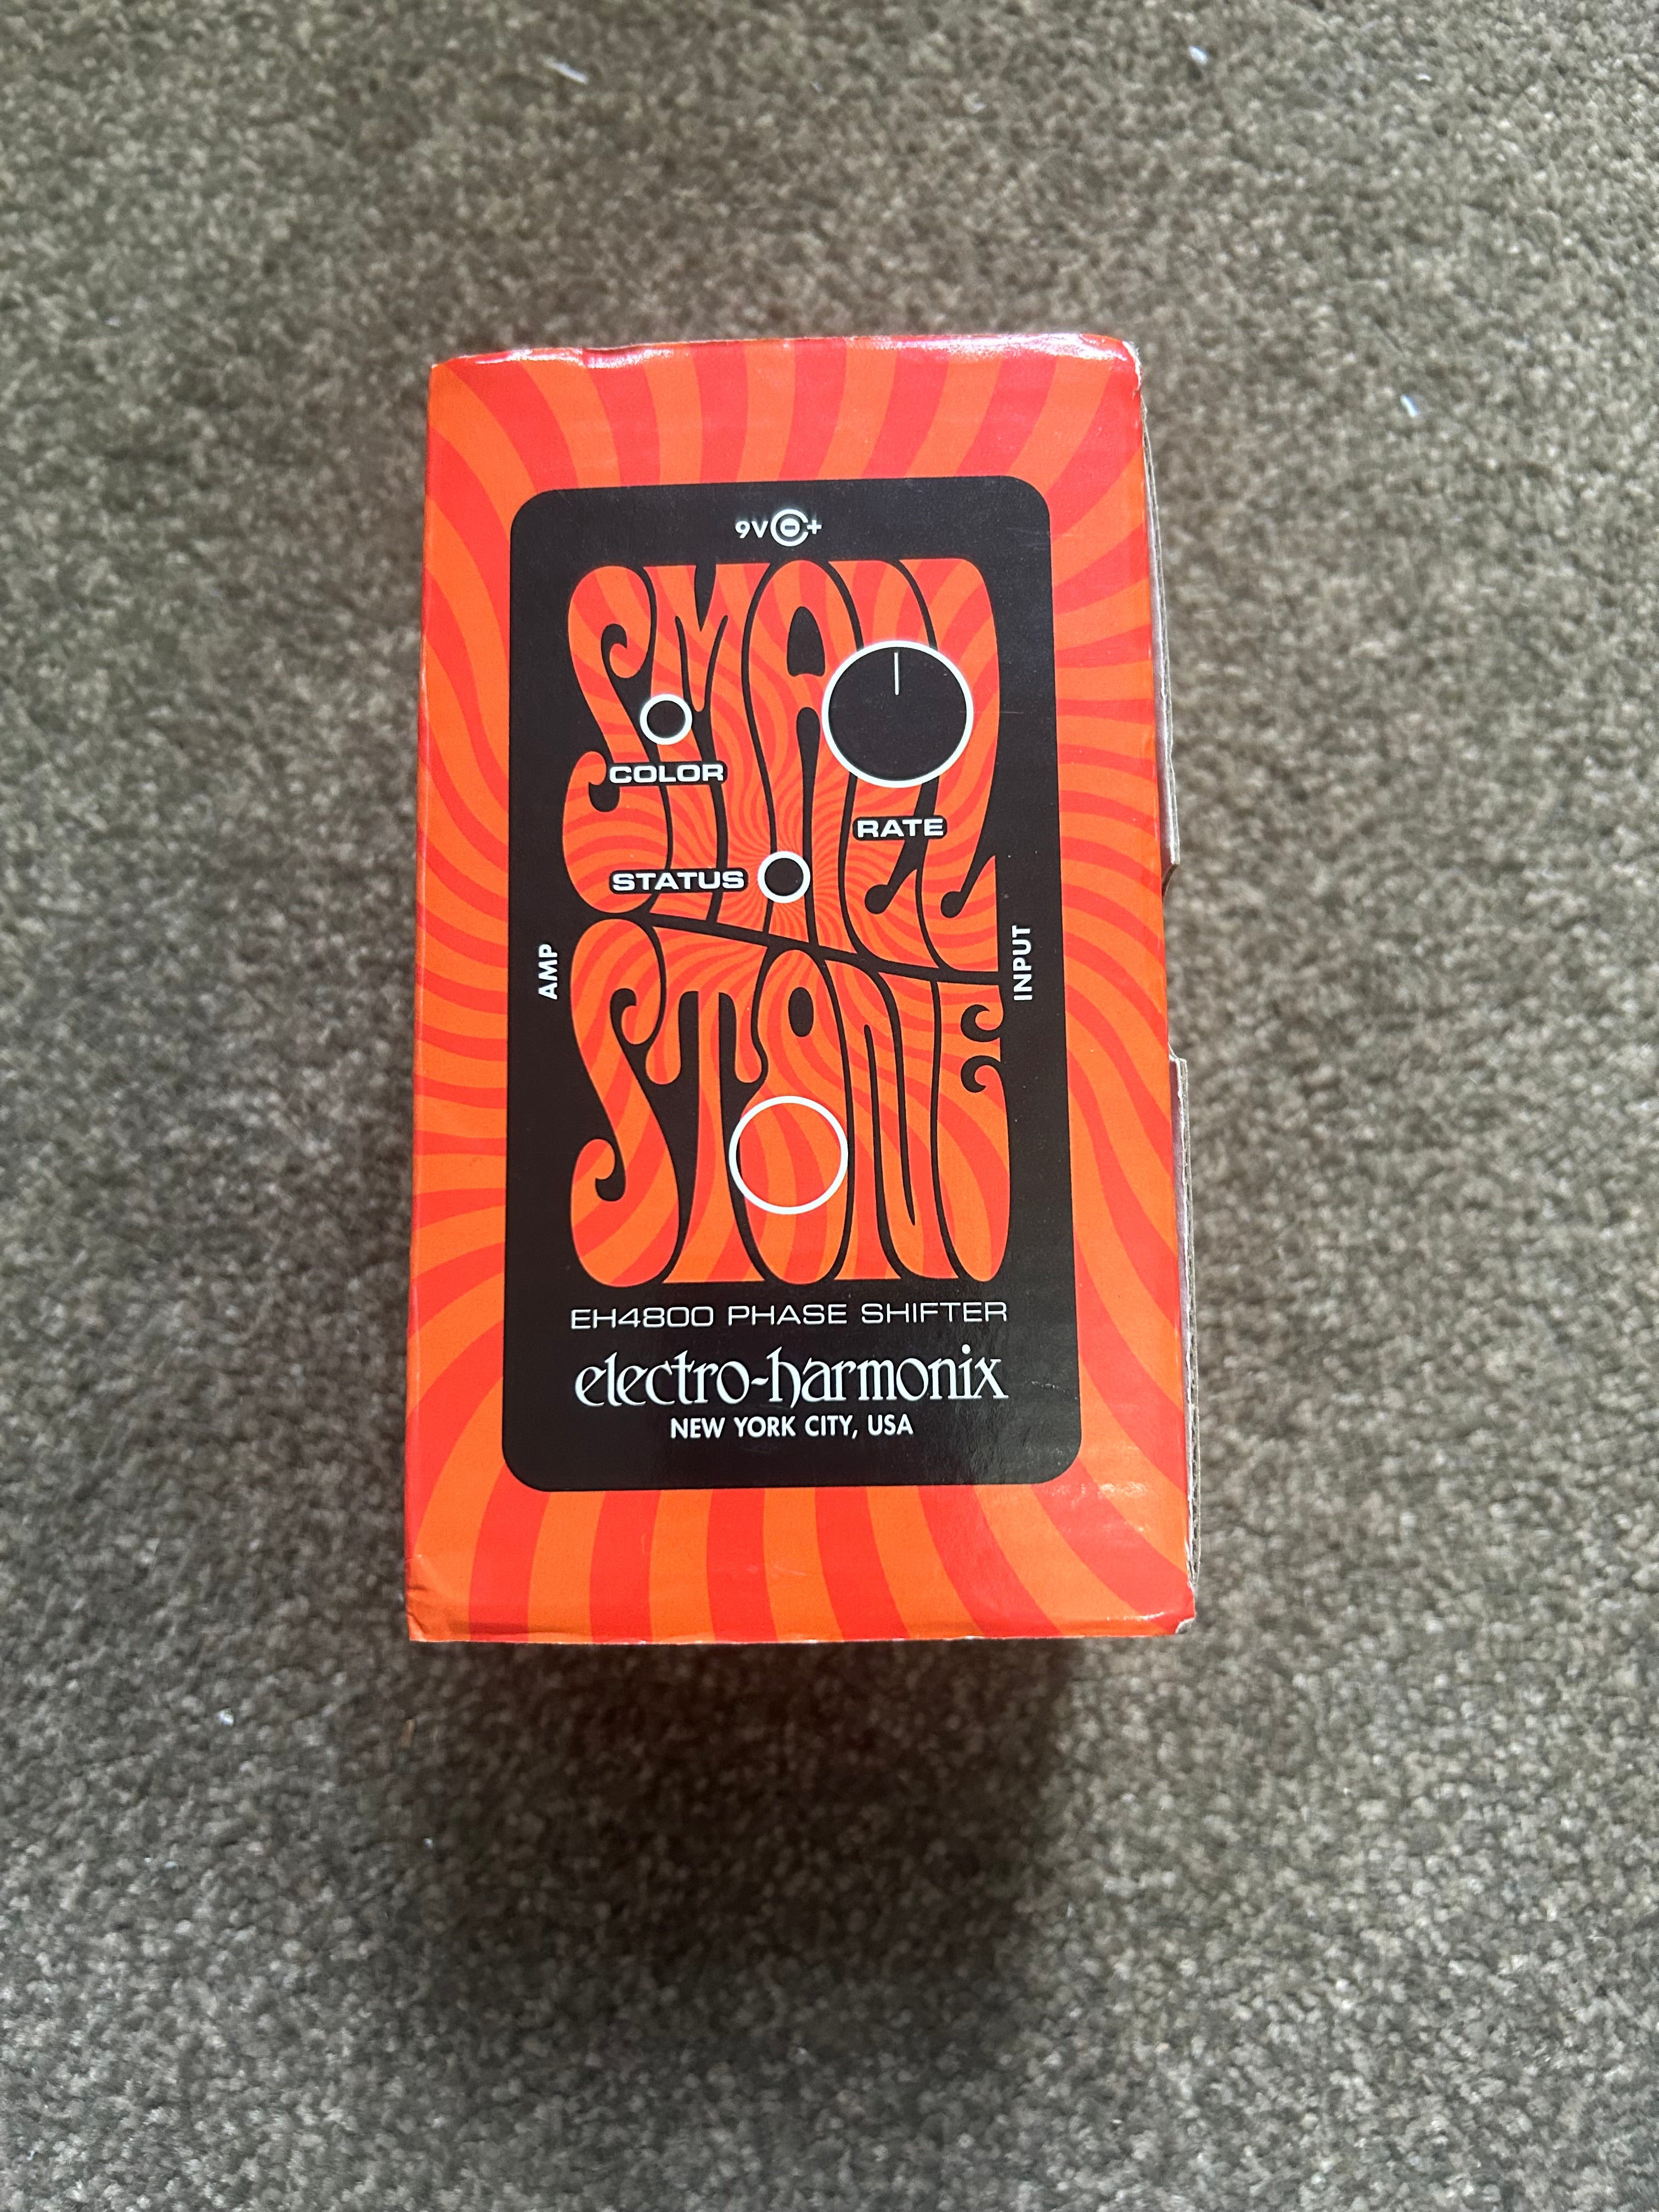 9V - +
SMALL
COLOR
RATE
STATUS
AMP
INPUT
STONE
EH4800 PHASE SHIFTER
electro-harmonix
NEW YORK CITY, USA